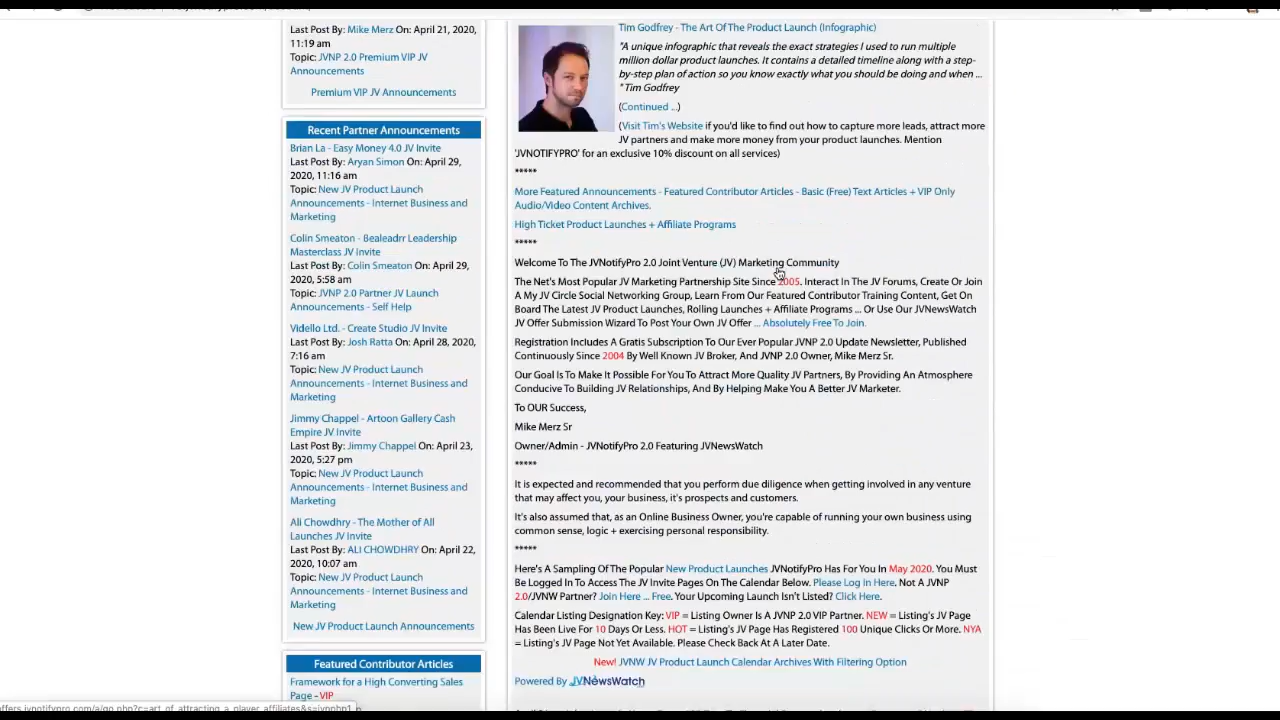 Last Post By: Mike Merz On: April 21, 2020, 11:19 am
Topic: JVNP 2.0 Premium VIP JV Announcements
Premium VIP JV Announcements
Recent Partner Announcements
Brian La - Easy Money 4.0 JV Invite
Last Post By: Aryan Simon On: April 29, 2020, 11:16 am
Topic: New JV Product Launch
Announcements - Internet Business and
Marketing
Colin Smeaton - Bealeadrr Leadership
Masterclass JV Invite
Last Post By: Colin Smeaton On: April 29,
2020, 5:58 am
Topic: JVNP 2.0 Partner JV Launch
Announcements - Self Help
Vidello Ltd. - Create Studio JV Invite
Last Post By: Josh Ratta On: April 28, 2020,
7:16 am
Topic: New JV Product Launch
Announcements - Internet Business and
Marketing
Jimmy Chappel - Artoon Gallery Cash
Empire JV Invite
Last Post By: Jimmy Chappel On: April 23,
2020, 5:27 pm
Topic: New JV Product Launch
Announcements - Internet Business and
Marketing
Ali Chowdhry - The Mother of All
Launches JV Invite
Last Post By: ALI CHOWDHRY On: April 22,
2020, 10:07 am
Topic: New JV Product Launch
Announcements - Internet Business and
Marketing
New JV Product Launch Announcements
Featured Contributor Articles
Framework for a High Converting Sales
Page - VIP
Tim Godfrey - The Art Of The Product Launch (Infographic)
"A unique infographic that reveals the exact strategies I used to run multiple
million dollar product launches. It contains a detailed timeline along with a step-
by-step plan of action so you know exactly what you should be doing and when ...
" Tim Godfrey
(Continued ...)
(Visit Tim's Website if you'd like to find out how to capture more leads, attract more
JV partners and make more money from your product launches. Mention
'JVNOTIFYPRO' for an exclusive 10% discount on all services)
*****
More Featured Announcements - Featured Contributor Articles - Basic (Free) Text Articles + VIP Only
Audio/Video Content Archives.
High Ticket Product Launches + Affiliate Programs
*****
Welcome To The JVNotifyPro 2.0 Joint Venture (JV) Marketing Community
The Net's Most Popular JV Marketing Partnership Site Since 2005. Interact In The JV Forums, Create Or Join
A My JV Circle Social Networking Group, Learn From Our Featured Contributor Training Content, Get On
Board The Latest JV Product Launches, Rolling Launches + Affiliate Programs ... Or Use Our JVNewsWatch
JV Offer Submission Wizard To Post Your Own JV Offer ... Absolutely Free To Join.
Registration Includes A Gratis Subscription To Our Ever Popular JVNP 2.0 Update Newsletter, Published
Continuously Since 2004 By Well Known JV Broker, And JVNP 2.0 Owner, Mike Merz Sr.
Our Goal Is To Make It Possible For You To Attract More Quality JV Partners, By Providing An Atmosphere
Conducive To Building JV Relationships, And By Helping Make You A Better JV Marketer.
To OUR Success,
Mike Merz Sr
Owner/Admin - JVNotifyPro 2.0 Featuring JVNewsWatch
*****
It is expected and recommended that you perform due diligence when getting involved in any venture
that may affect you, your business, it's prospects and customers.
It's also assumed that, as an Online Business Owner, you're capable of running your own business using
common sense, logic + exercising personal responsibility.
*****
Here's A Sampling Of The Popular New Product Launches JVNotifyPro Has For You In May 2020. You Must
Be Logged In To Access The JV Invite Pages On The Calendar Below. Please Log In Here. Not A JVNP
2.0/JVNW Partner? Join Here ... Free. Your Upcoming Launch Isn't Listed? Click Here.
Calendar Listing Designation Key: VIP = Listing Owner Is A JVNP 2.0 VIP Partner. NEW = Listing's JV Page
Has Been Live For 10 Days Or Less. HOT = Listing's JV Page Has Registered 100 Unique Clicks Or More. NYA
= Listing's JV Page Not Yet Available. Please Check Back At A Later Date.
New! JVNW JV Product Launch Calendar Archives With Filtering Option
Powered By JVNewsWatch